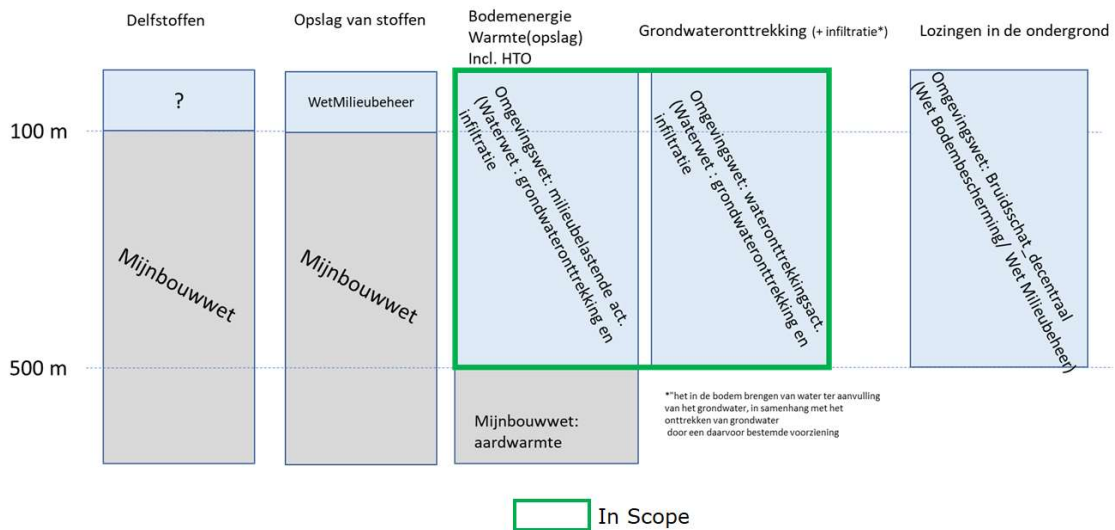 Delfstoffen
Opslag van stoffen
Bodemenergie
Warmte(opslag)
Incl. HTO
Grondwateronttrekking (+ infiltratie*)
Lozingen in de ondergrond
?
WetMilieubeheer
100 m
Mijnbouwwet
Mijnbouwwet
Omgevingswet: milieubelastende act.
(Waterwet : grondwateronttrekking en
infiltratie
Omgevingswet: wateronttrekkingsact.
(Waterwet : grondwateronttrekking en
infiltratie
Omgevingswet: Bruidsschat_decentraal
(Wet Bodembescherming/ Wet Milieubeheer)
500 m
Mijnbouwwet:
aardwarmte
*"het in de bodem brengen van water ter aanvulling
van het grondwater, in samenhang met het
onttrekken van grondwater
door een daarvoor bestemde voorziening
In Scope